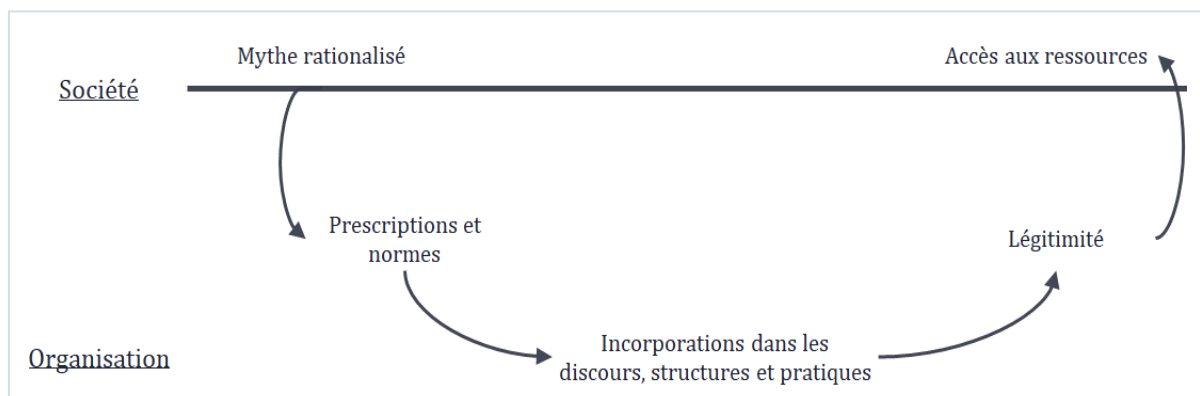 Mythe rationalisé
Accès aux ressources
Société
Prescriptions et
normes
Légitimité
Incorporations dans les
discours, structures et pratiques
Organisation